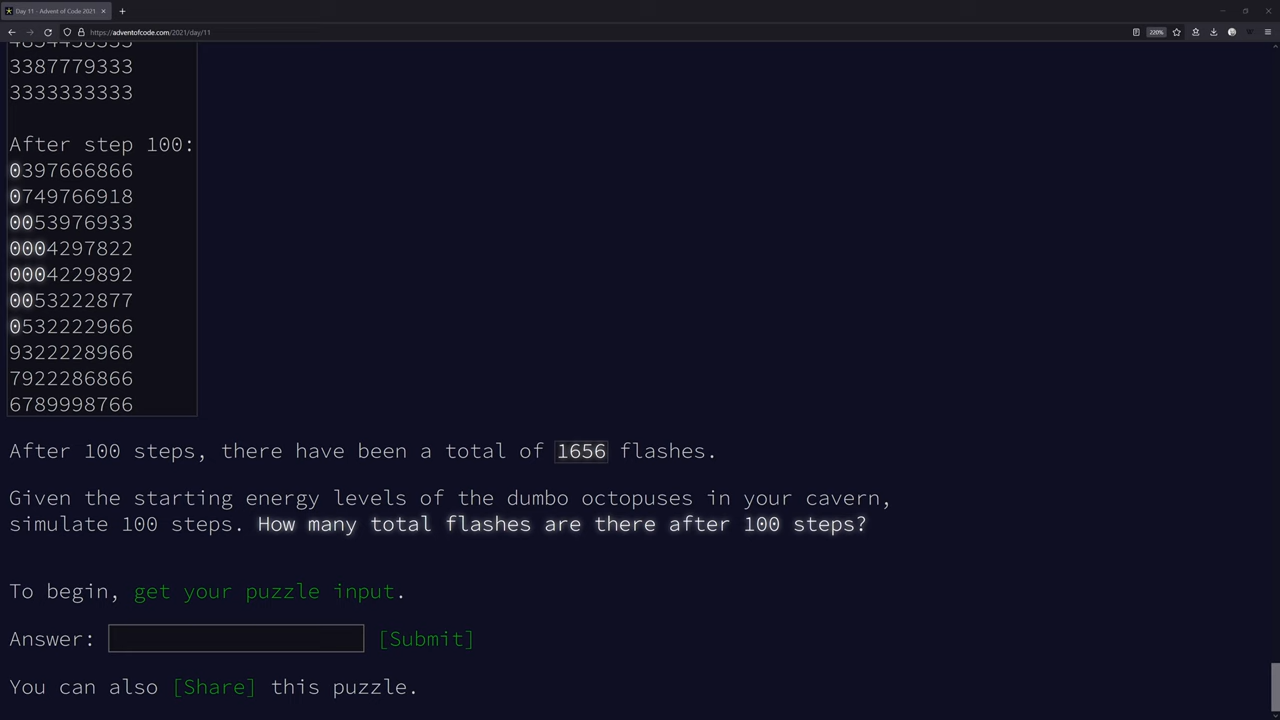 Day 11 - Advent of Code 2021
https://adventofcode.com/2021/day/11
220%
4834438333
3387779333
3333333333
After step 100:
0397666866
0749766918
0053976933
0004297822
0004229892
0053222877
0532222966
9322228966
7922286866
6789998766
After 100 steps, there have been a total of 1656 flashes.
Given the starting energy levels of the dumbo octopuses in your cavern,
simulate 100 steps. How many total flashes are there after 100 steps?
To begin, get your puzzle input.
Answer:
[Submit]
You can also [Share] this puzzle.